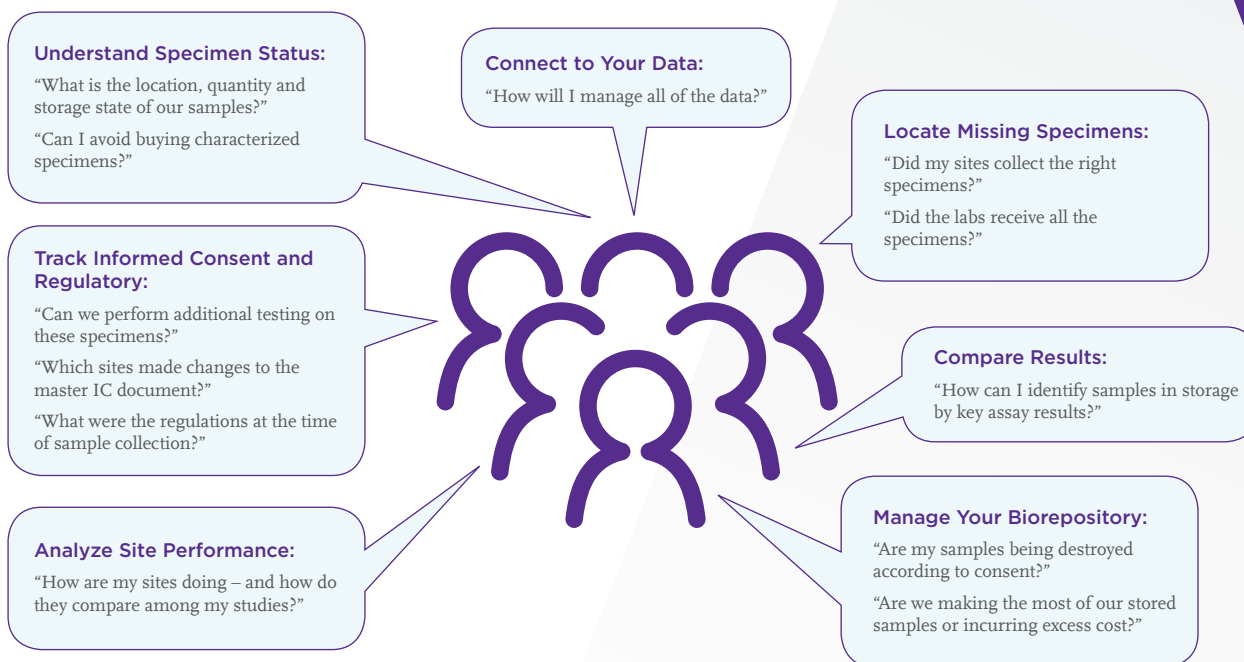 Understand Specimen Status:
“What is the location, quantity and
storage state of our samples?”
“Can I avoid buying characterized
specimens?”
Connect to Your Data:
“How will I manage all of the data?”
Locate Missing Specimens:
“Did my sites collect the right
specimens?”
“Did the labs receive all the
specimens?”
Track Informed Consent and
Regulatory:
“Can we perform additional testing on
these specimens?”
“Which sites made changes to the
master IC document?”
“What were the regulations at the time
of sample collection?”
Compare Results:
“How can I identify samples in storage
by key assay results?”
Analyze Site Performance:
“How are my sites doing – and how do
they compare among my studies?”
Manage Your Biorepository:
“Are my samples being destroyed
according to consent?”
“Are we making the most of our stored
samples or incurring excess cost?”